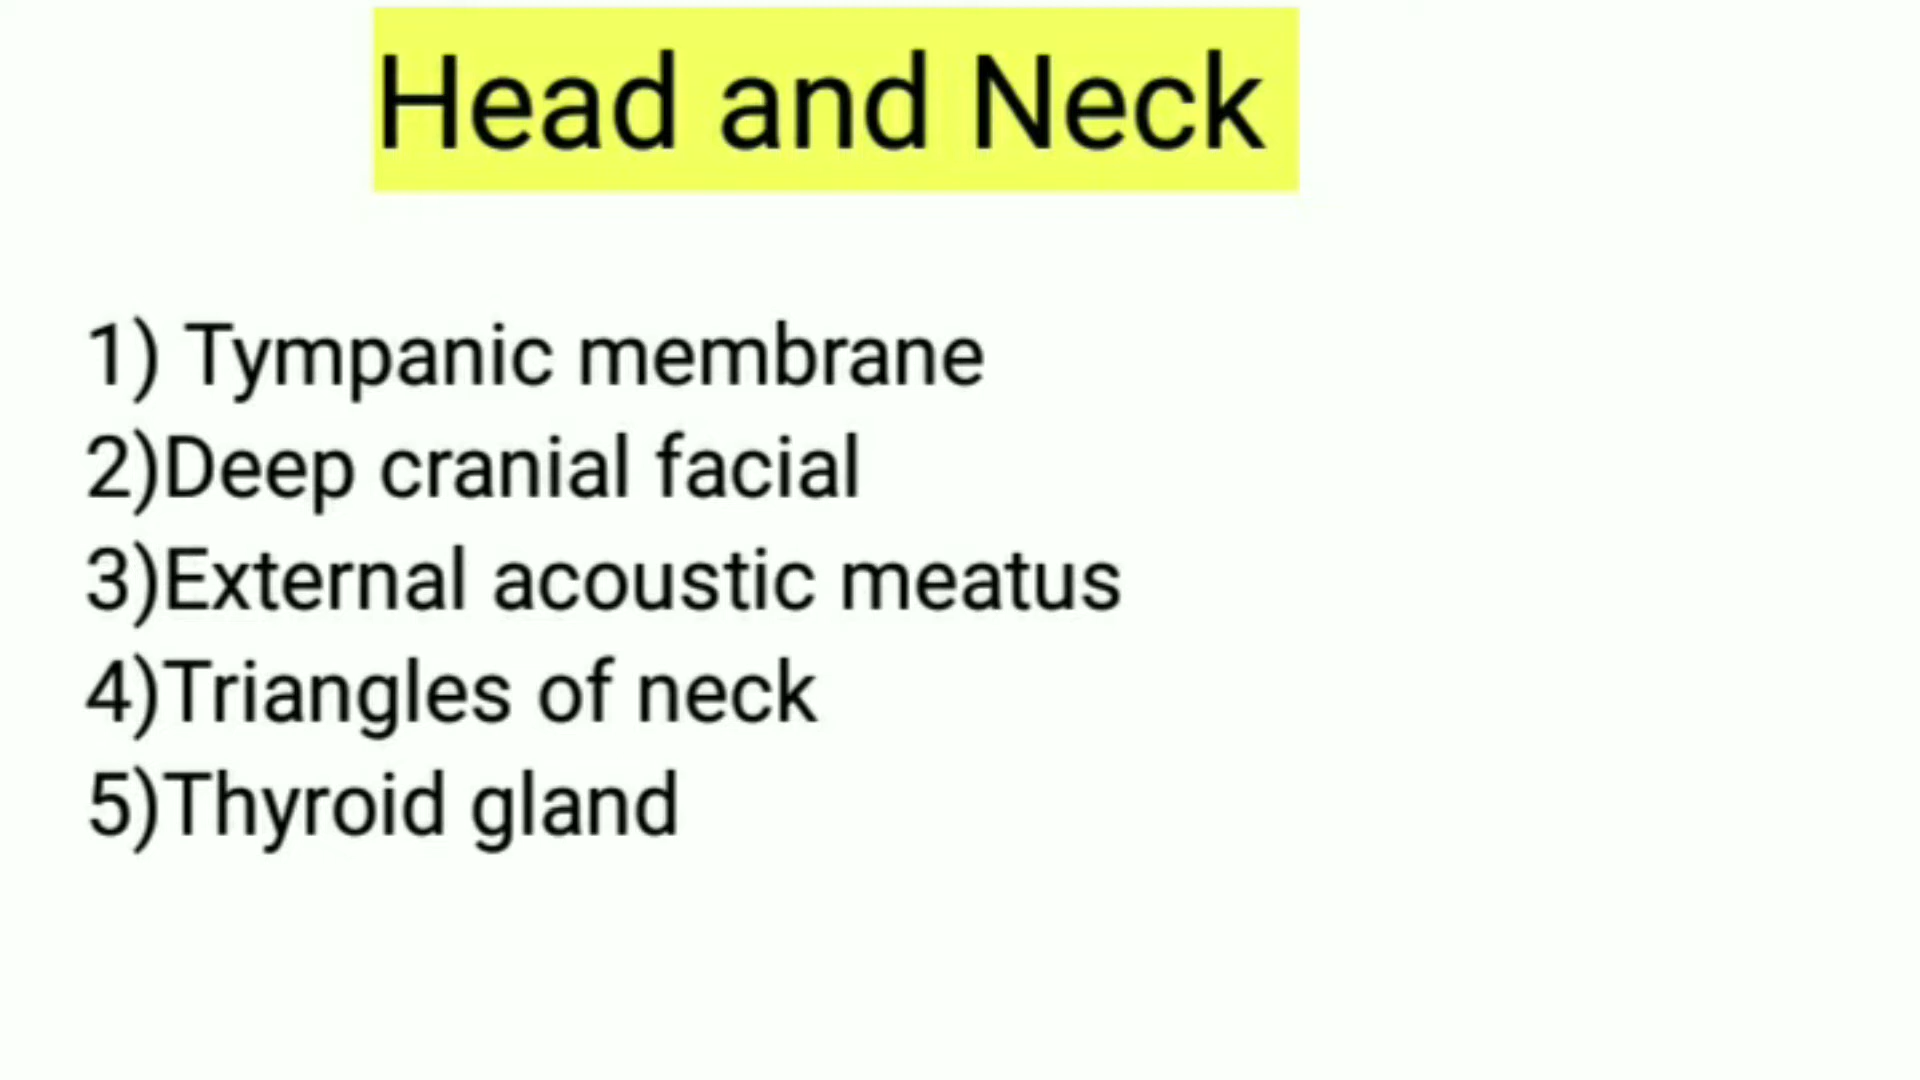 Head and Neck
1) Tympanic membrane
2)Deep cranial facial
3)External acoustic meatus
4)Triangles of neck
5)Thyroid gland